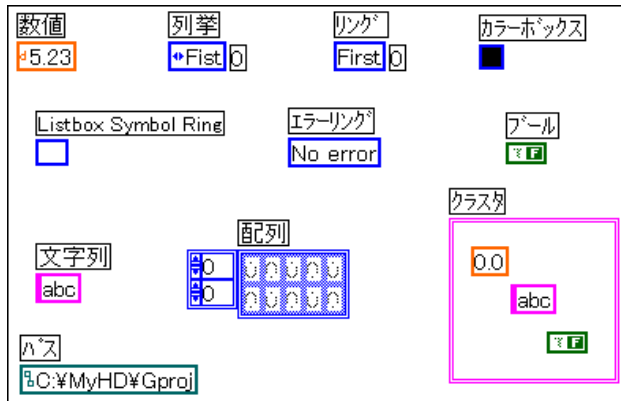 数値
5.23
列挙
Fist 0
リング
First 0
カラーボックス
Listbox Symbol Ring
エラーリング
No error
ブール
F
文字列
abc
配列
0
0
クラスタ
0.0
abc
F
パス
C:¥MyHD¥Gproj